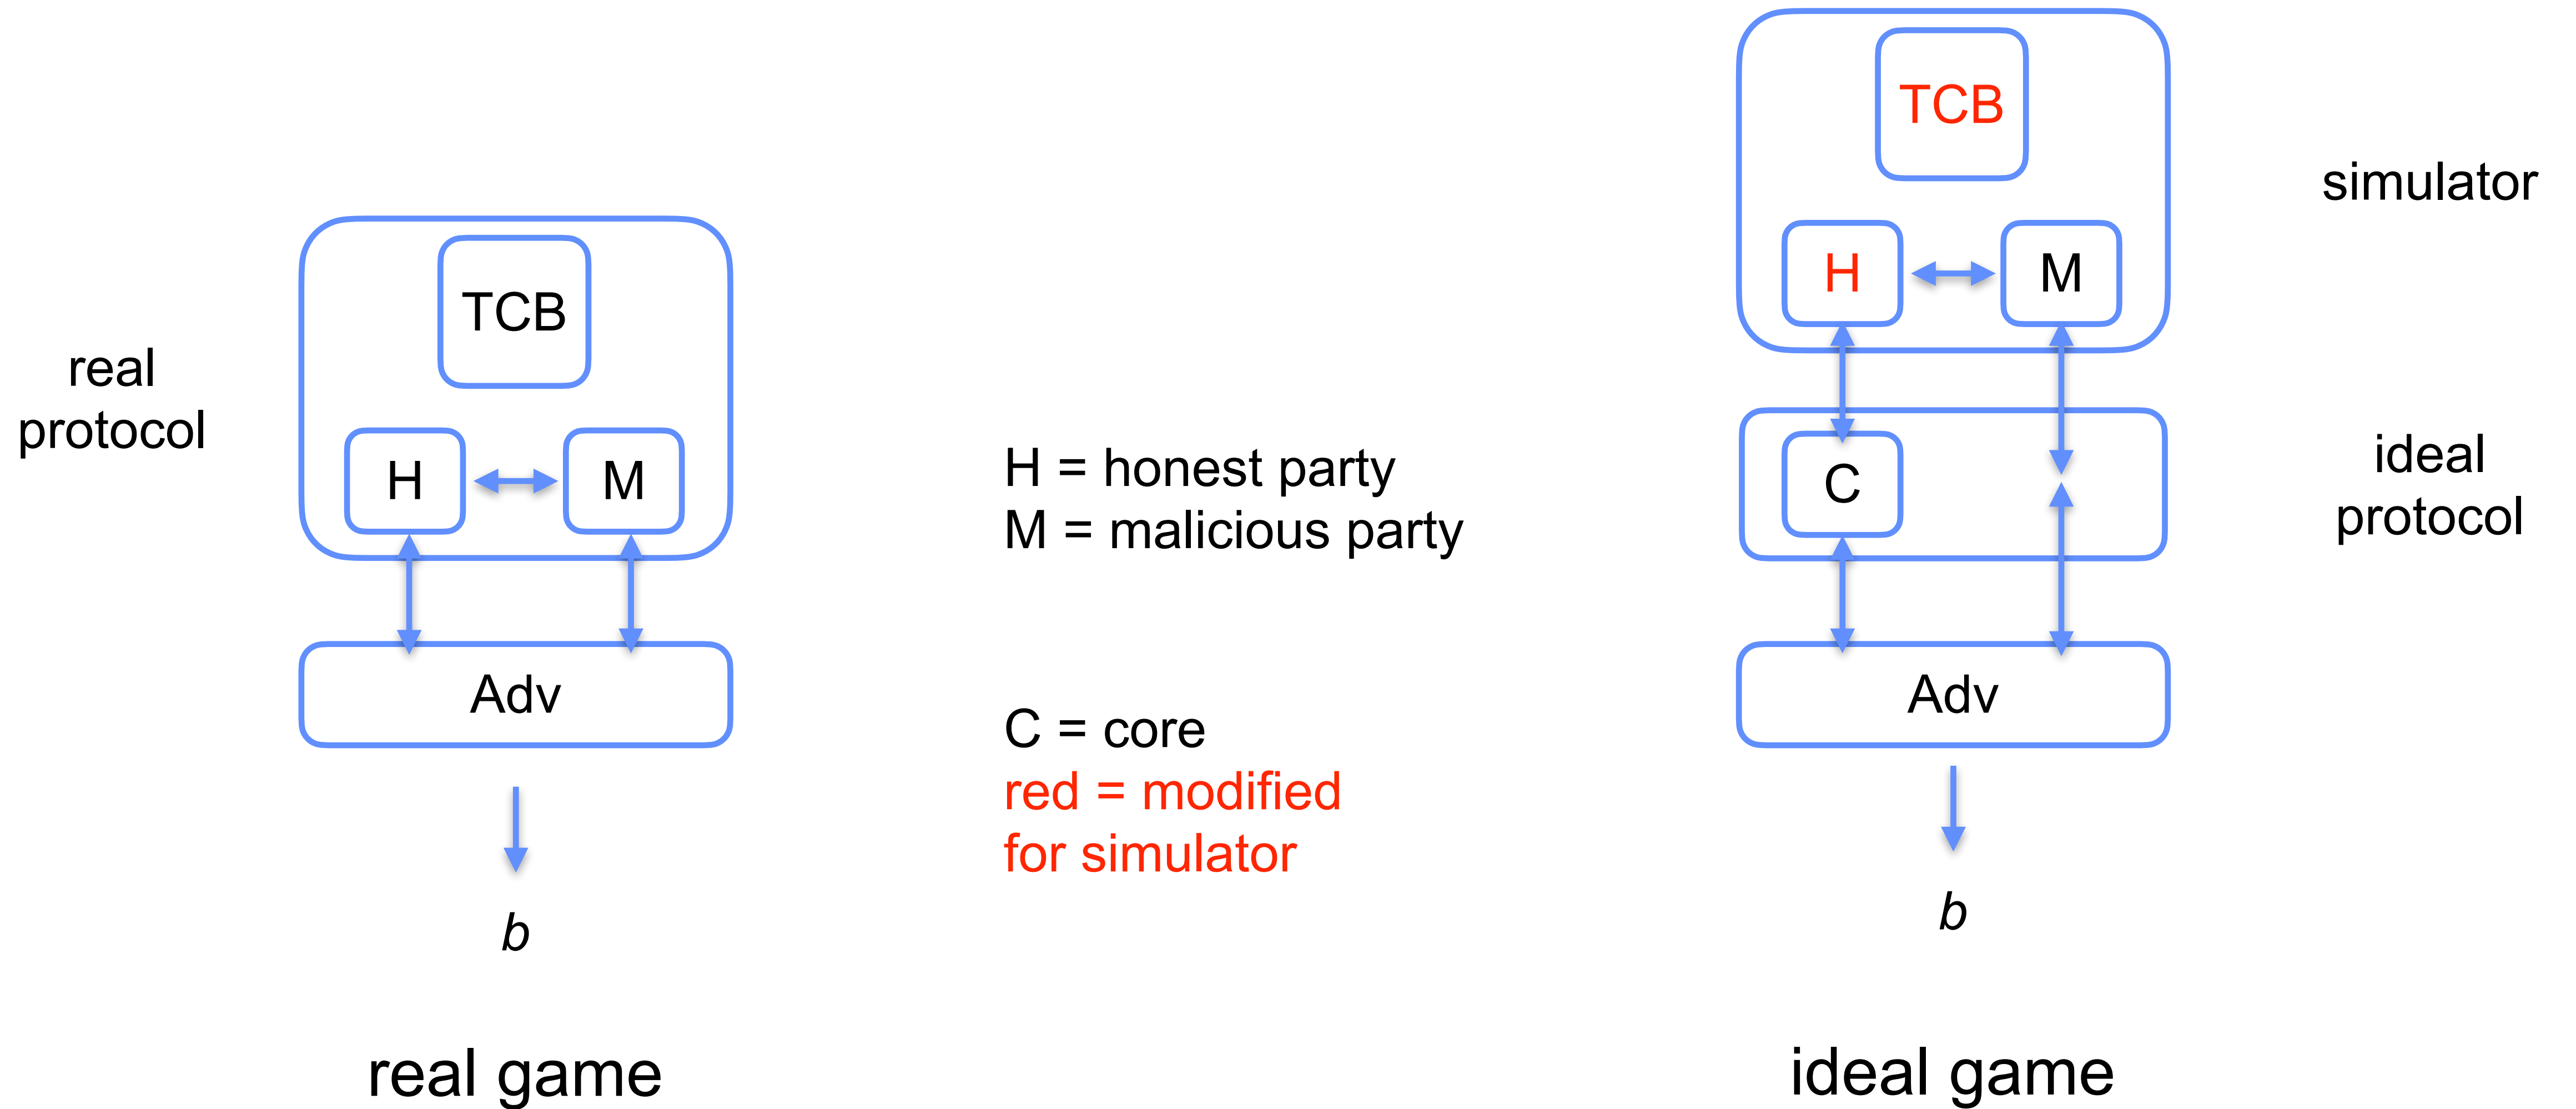 real
protocol
TCB
H
M
Adv
b
real game
H = honest party
M = malicious party
C = core
red = modified
for simulator
TCB
H
M
simulator
C
ideal
protocol
Adv
b
ideal game